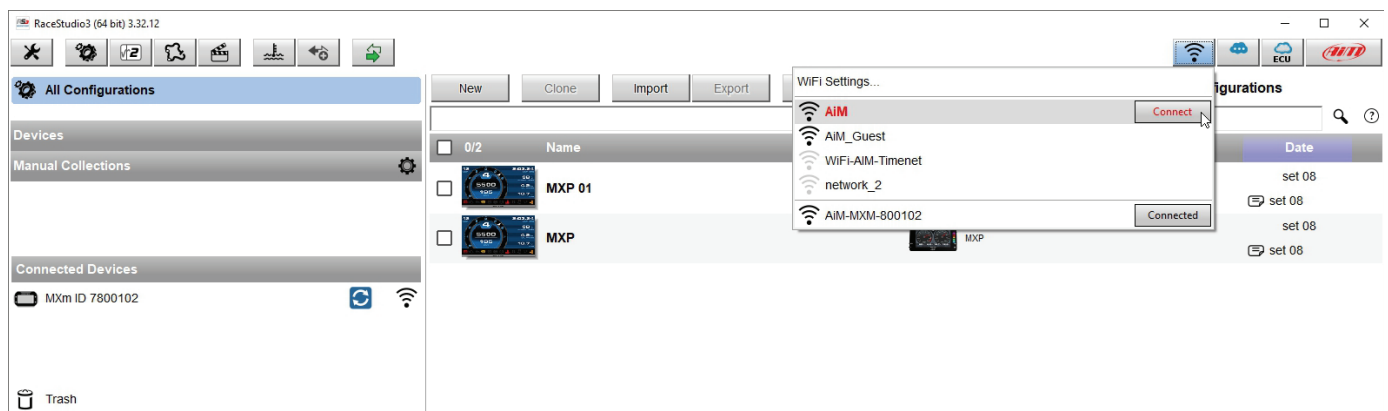 RaceStudio3 (64 bit) 3.32.12
ECU
AiM
All Configurations
New Clone Import Export
igurations
WiFi Settings...
AiM Connect
AiM_Guest
WiFi-AiM-Timenet
network_2
AiM-MXM-800102 Connected
Devices
Manual Collections
0/2 Name Date
MXP 01
set 08
set 08
MXP
MXP
set 08
set 08
Connected Devices
MXm ID 7800102
Trash